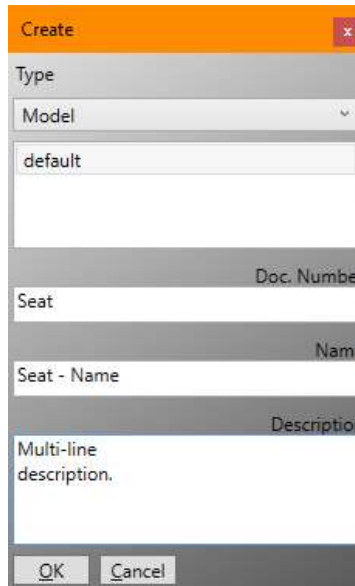 Create
x
Type
Model
default
Doc. Numbe
Seat
Nam
Seat - Name
Descriptio
Multi-line
description.
OK Cancel